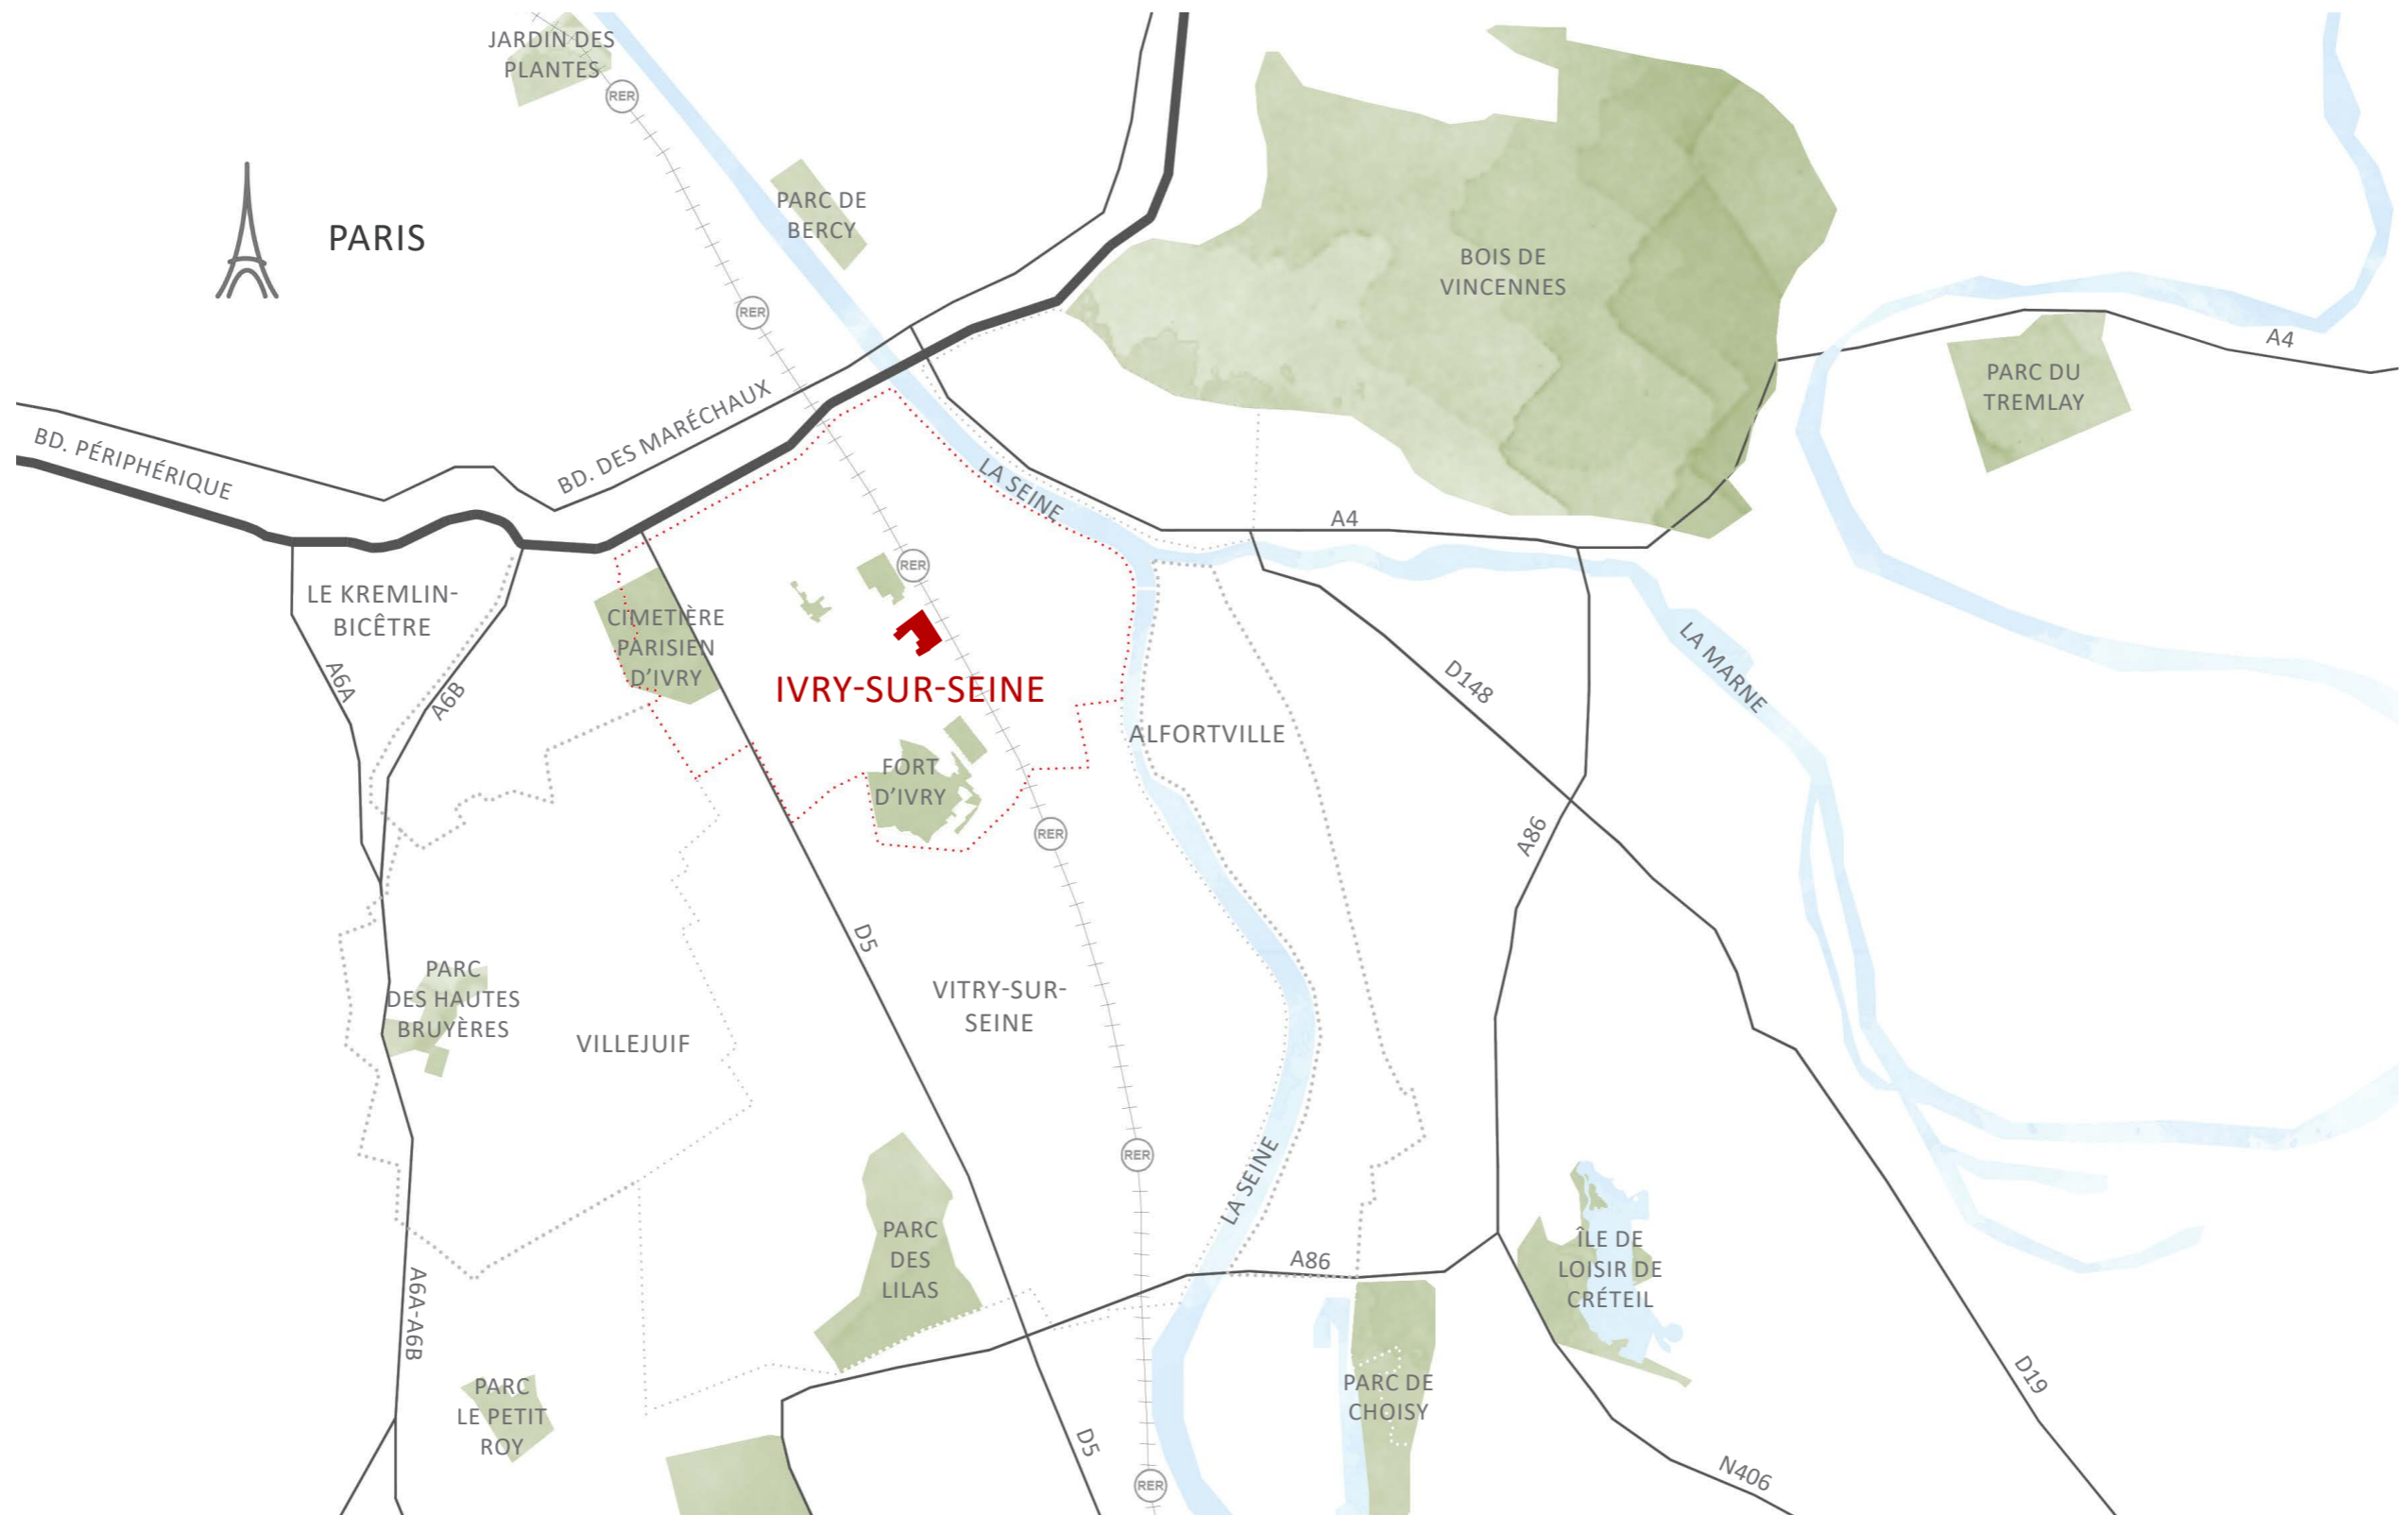 JARDIN DES
PLANTES
RER
PARC DE
BERCY
PARIS
BOIS DE
VINCENNES
RER
A4
PARC DU
TREMLAY
BD. PÉRIPHÉRIQUE
BD. DES MARÉCHAUX
LA SEINE
A4
RER
LE KREMLIN-
BICÊTRE
CIMETIÈRE
PARISIEN
D'IVRY
A6A
A6B
IVRY-SUR-SEINE
D148
LA MARNE
ALFORTVILLE
FORT
D'IVRY
RER
A86
D5
PARC
DES HAUTES
BRUYÈRES
VITRY-SUR-
SEINE
VILLEJUIF
RER
LA SEINE
PARC
DES
LILAS
A86
ÎLE DE
LOISIR DE
CRÉTEIL
A6A-A6B
PARC
LE PETIT
ROY
PARC DE
CHOISY
D19
D5
N406
RER